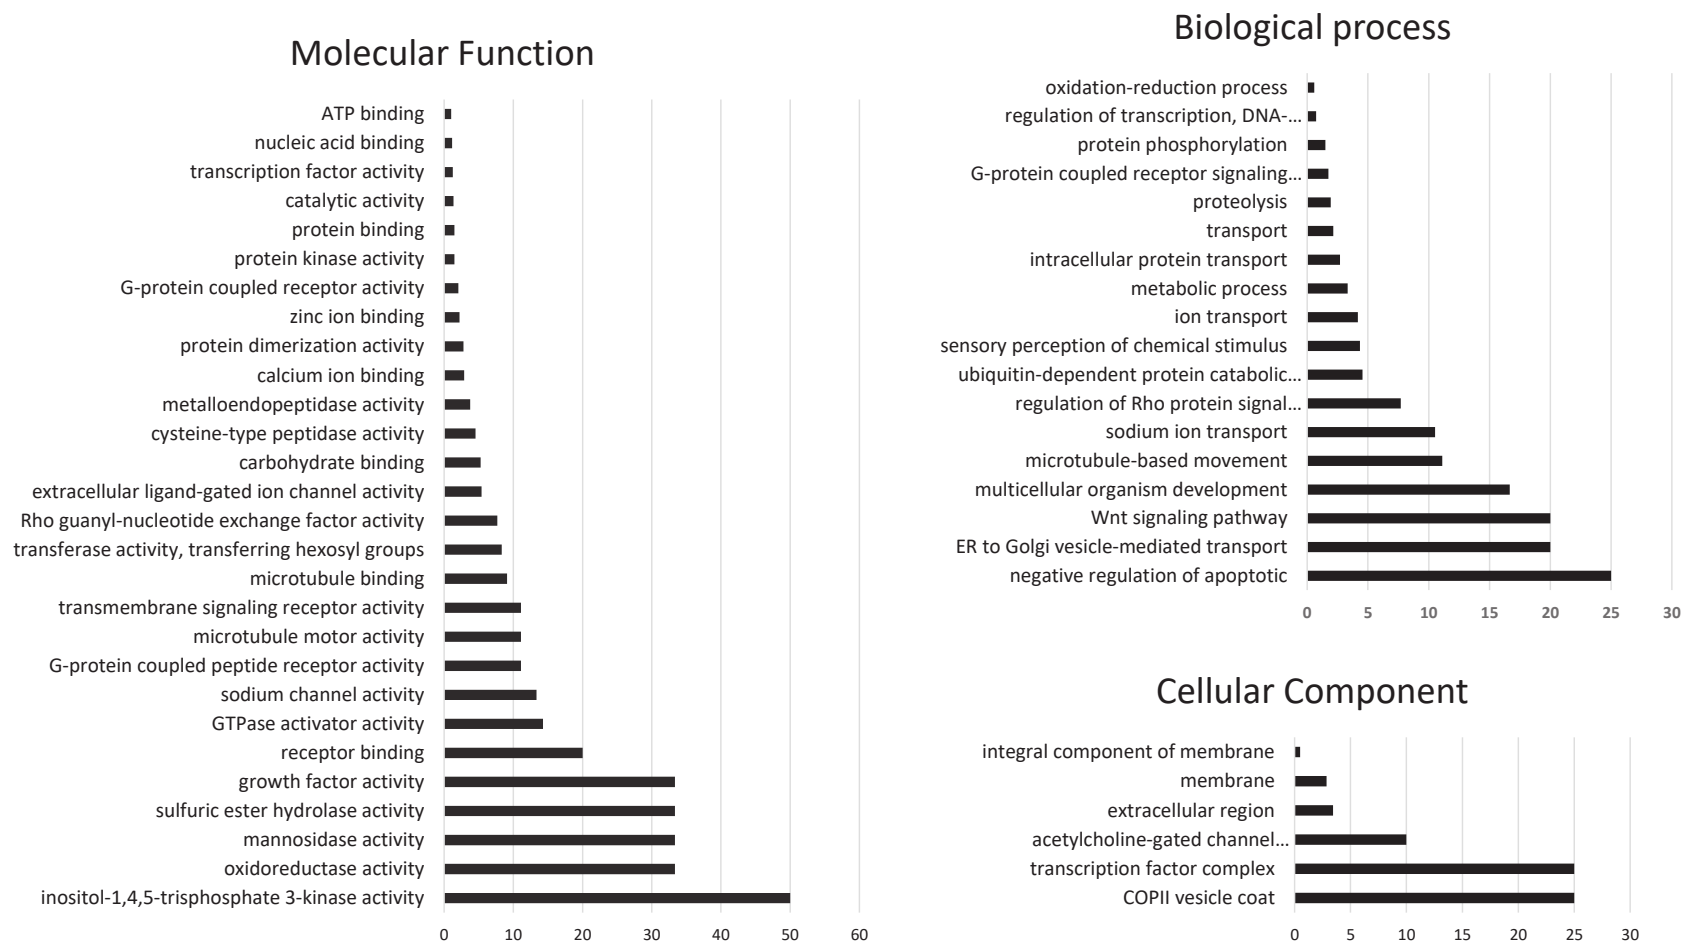 Molecular Function
ATP binding
nucleic acid binding
transcription factor activity
catalytic activity
protein binding
protein kinase activity
G-protein coupled receptor activity
zinc ion binding
protein dimerization activity
calcium ion binding
metalloendopeptidase activity
cysteine-type peptidase activity
carbohydrate binding
extracellular ligand-gated ion channel activity
Rho guanyl-nucleotide exchange factor activity
transferase activity, transferring hexosyl groups
microtubule binding
transmembrane signaling receptor activity
microtubule motor activity
G-protein coupled peptide receptor activity
sodium channel activity
GTPase activator activity
receptor binding
growth factor activity
sulfuric ester hydrolase activity
mannosidase activity
oxidoreductase activity
inositol-1,4,5-trisphosphate 3-kinase activity
0 10 20 30 40 50 60
Biological process
oxidation-reduction process
regulation of transcription, DNA-...
protein phosphorylation
G-protein coupled receptor signaling...
proteolysis
transport
intracellular protein transport
metabolic process
ion transport
sensory perception of chemical stimulus
ubiquitin-dependent protein catabolic...
regulation of Rho protein signal...
sodium ion transport
microtubule-based movement
multicellular organism development
Wnt signaling pathway
ER to Golgi vesicle-mediated transport
negative regulation of apoptotic
0 5 10 15 20 25 30
Cellular Component
integral component of membrane
membrane
extracellular region
acetylcholine-gated channel...
transcription factor complex
COPII vesicle coat
0 5 10 15 20 25 30